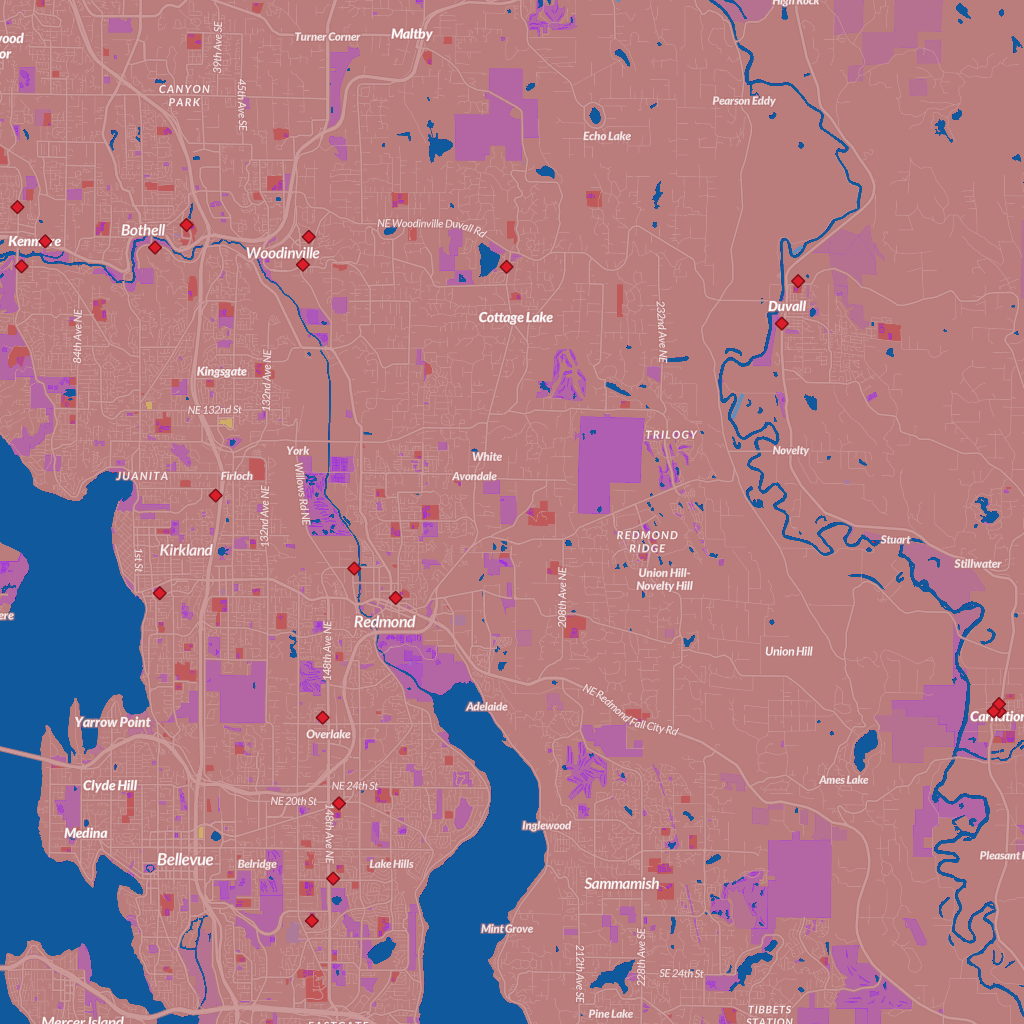 High Rock
Turner Corner
Maltby
39th Ave SE
45th Ave SE
CANYON
PARK
Pearson Eddy
Echo Lake
NE Woodinville Duvall Rd
Bothell
Kenmore
Woodinville
Duvall
Cottage Lake
84th Ave NE
232nd Ave NE
Kingsgate
132nd Ave NE
NE 132nd St
TRILOGY
York
White
Novelty
JUANITA
Firloch
Avondale
Willows Rd NE
132nd Ave NE
REDMOND
RIDGE
Stuart
Kirkland
1st St
Stillwater
Union Hill-
Novelty Hill
208th Ave NE
Redmond
148th Ave NE
Union Hill
NE Redmond Fall City Rd
Adelaide
Yarrow Point
Overlake
Ames Lake
Clyde Hill
NE 24th St
NE 20th St
148th Ave NE
Medina
Inglewood
Bellevue
Belridge
Lake Hills
Sammamish
Mint Grove
212th Ave SE
228th Ave SE
SE 24th St
Pine Lake
TIBBETS
STATION
Mercer Island
EASTGATE